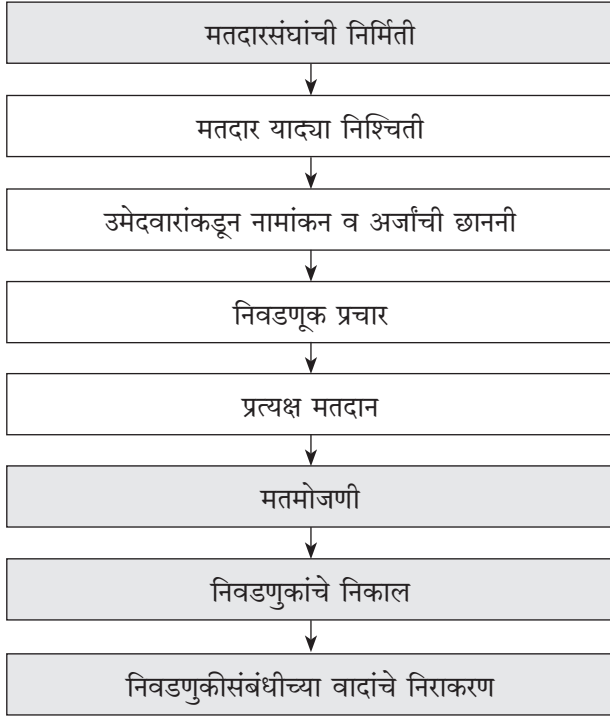 मतदारसंघांची निर्मिती
मतदार याद्या निश्चिती
उमेदवारांकडून नामांकन व अर्जांची छाननी
निवडणूक प्रचार
प्रत्यक्ष मतदान
मतमोजणी
निवडणुकांचे निकाल
निवडणुकीसंबंधीच्या वादांचे निराकरण